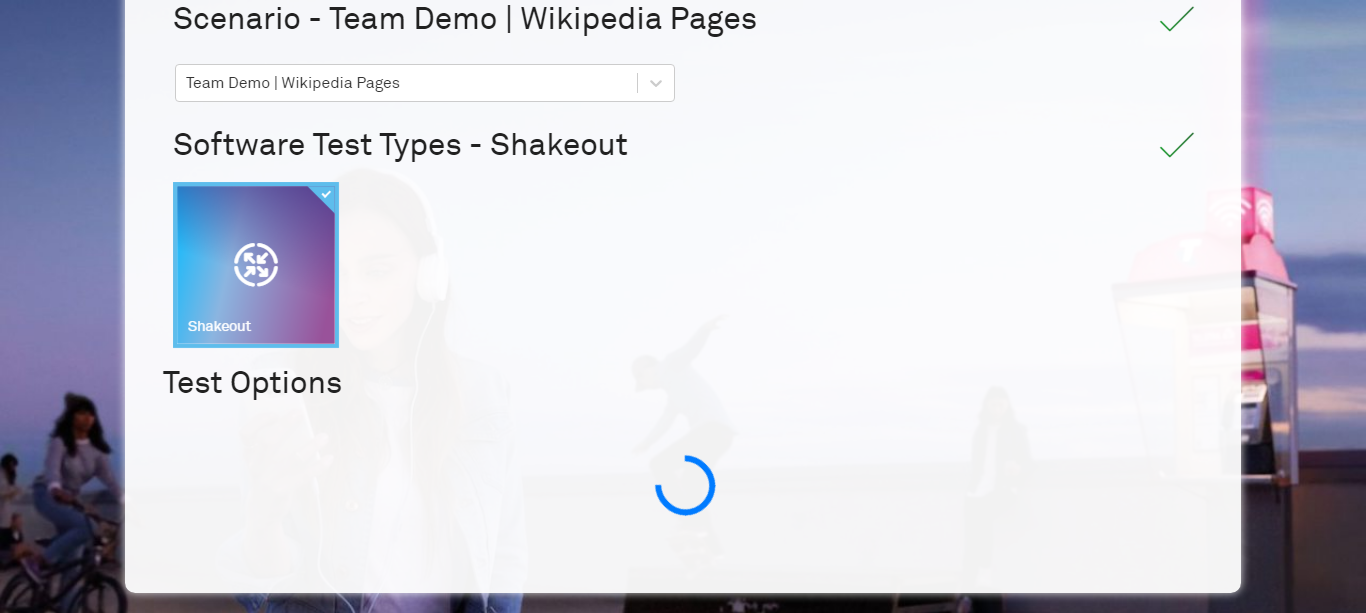 Scenario - Team Demo | Wikipedia Pages
Team Demo | Wikipedia Pages
Software Test Types - Shakeout
Shakeout
Test Options